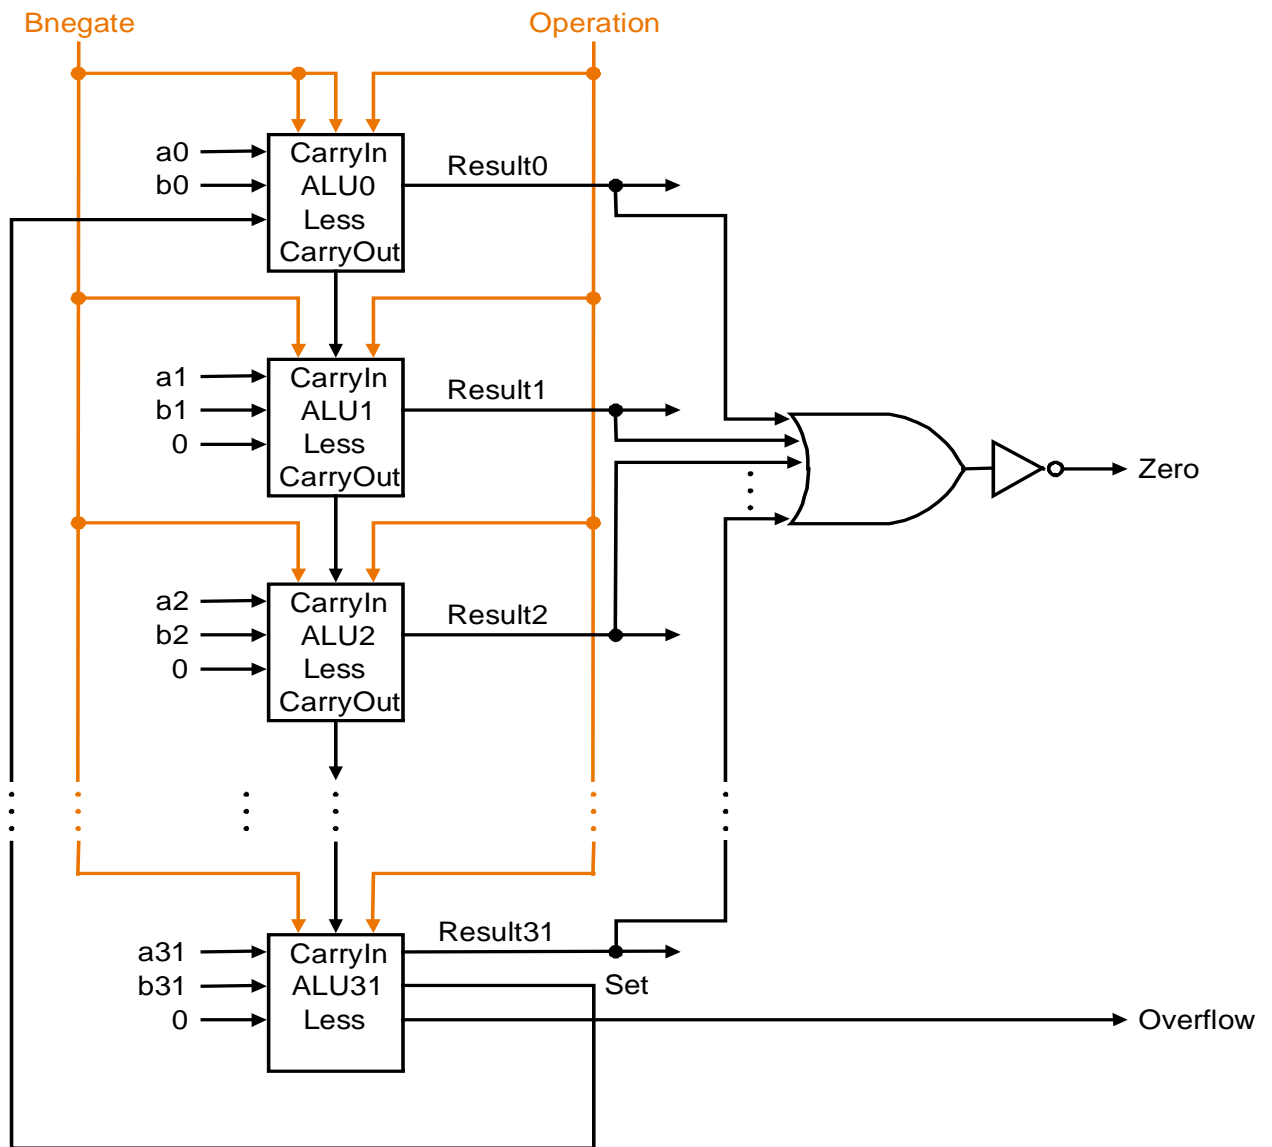 Bnegate
Operation
a0
b0
CarryIn
ALU0
Less
CarryOut
Result0
a1
b1
0
CarryIn
ALU1
Less
CarryOut
Result1
Zero
a2
b2
0
CarryIn
ALU2
Less
CarryOut
Result2
a31
b31
0
CarryIn
ALU31
Less
Result31
Set
Overflow